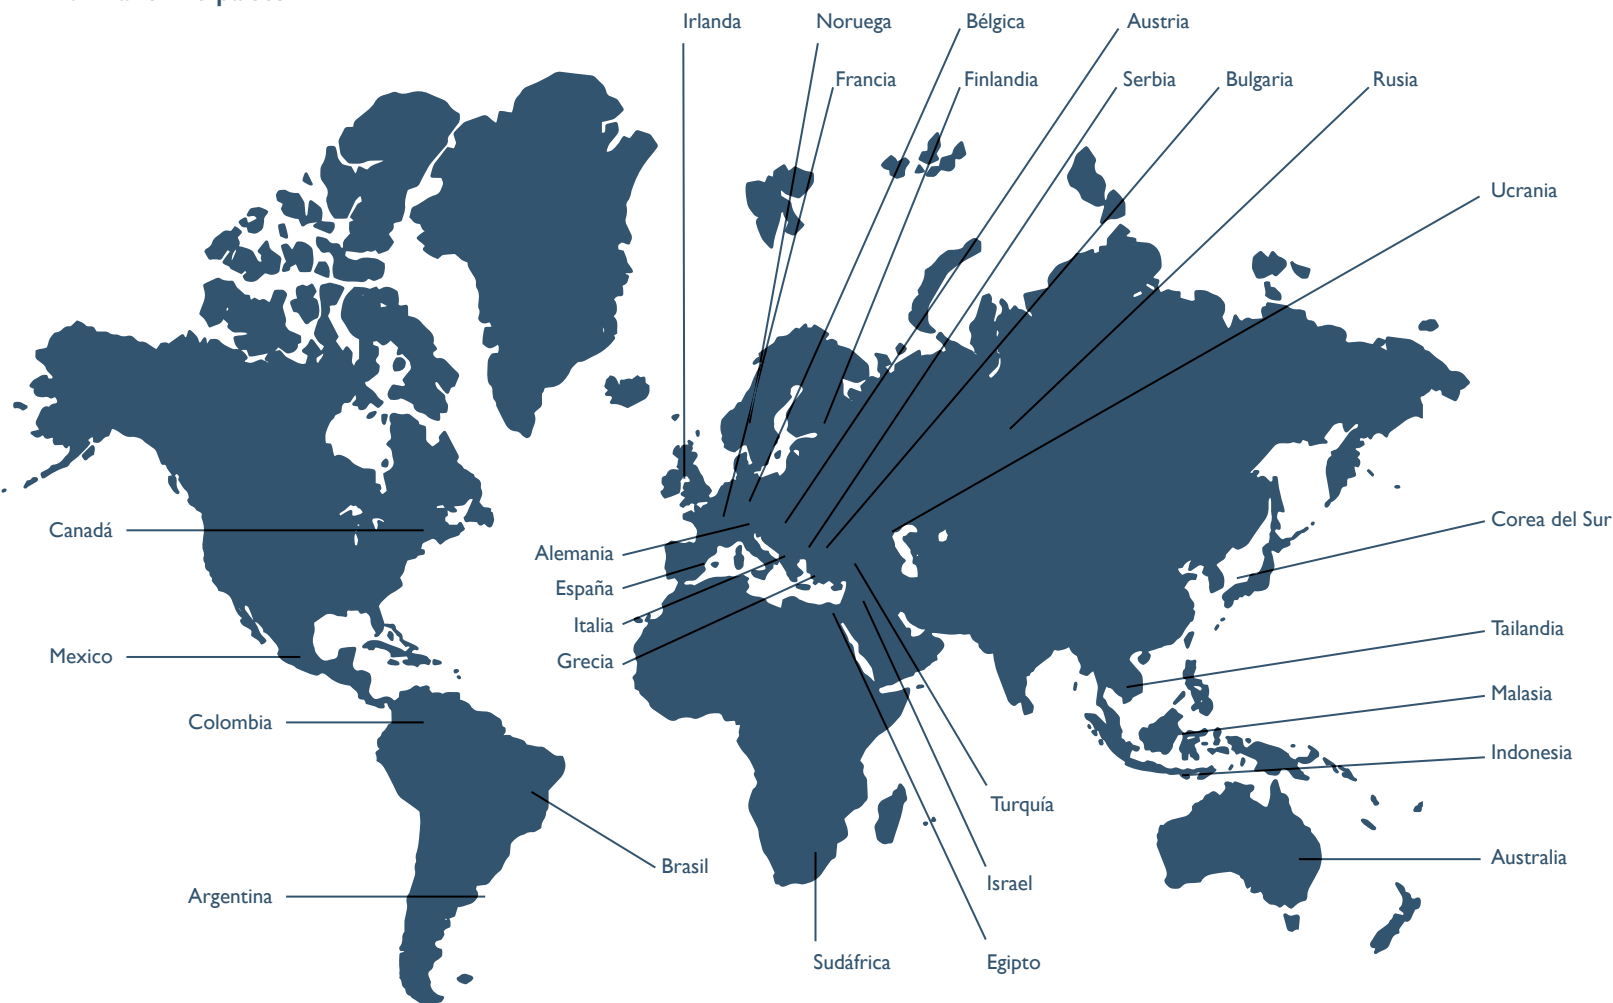 Irlanda
Noruega
Bélgica
Austria
Francia
Finlandia
Serbia
Bulgaria
Rusia
Ucrania
Corea del Sur
Canadá
Alemania
España
Italia
Tailandia
Mexico
Grecia
Malasia
Colombia
Indonesia
Turquía
Australia
Brasil
Israel
Argentina
Sudáfrica
Egipto